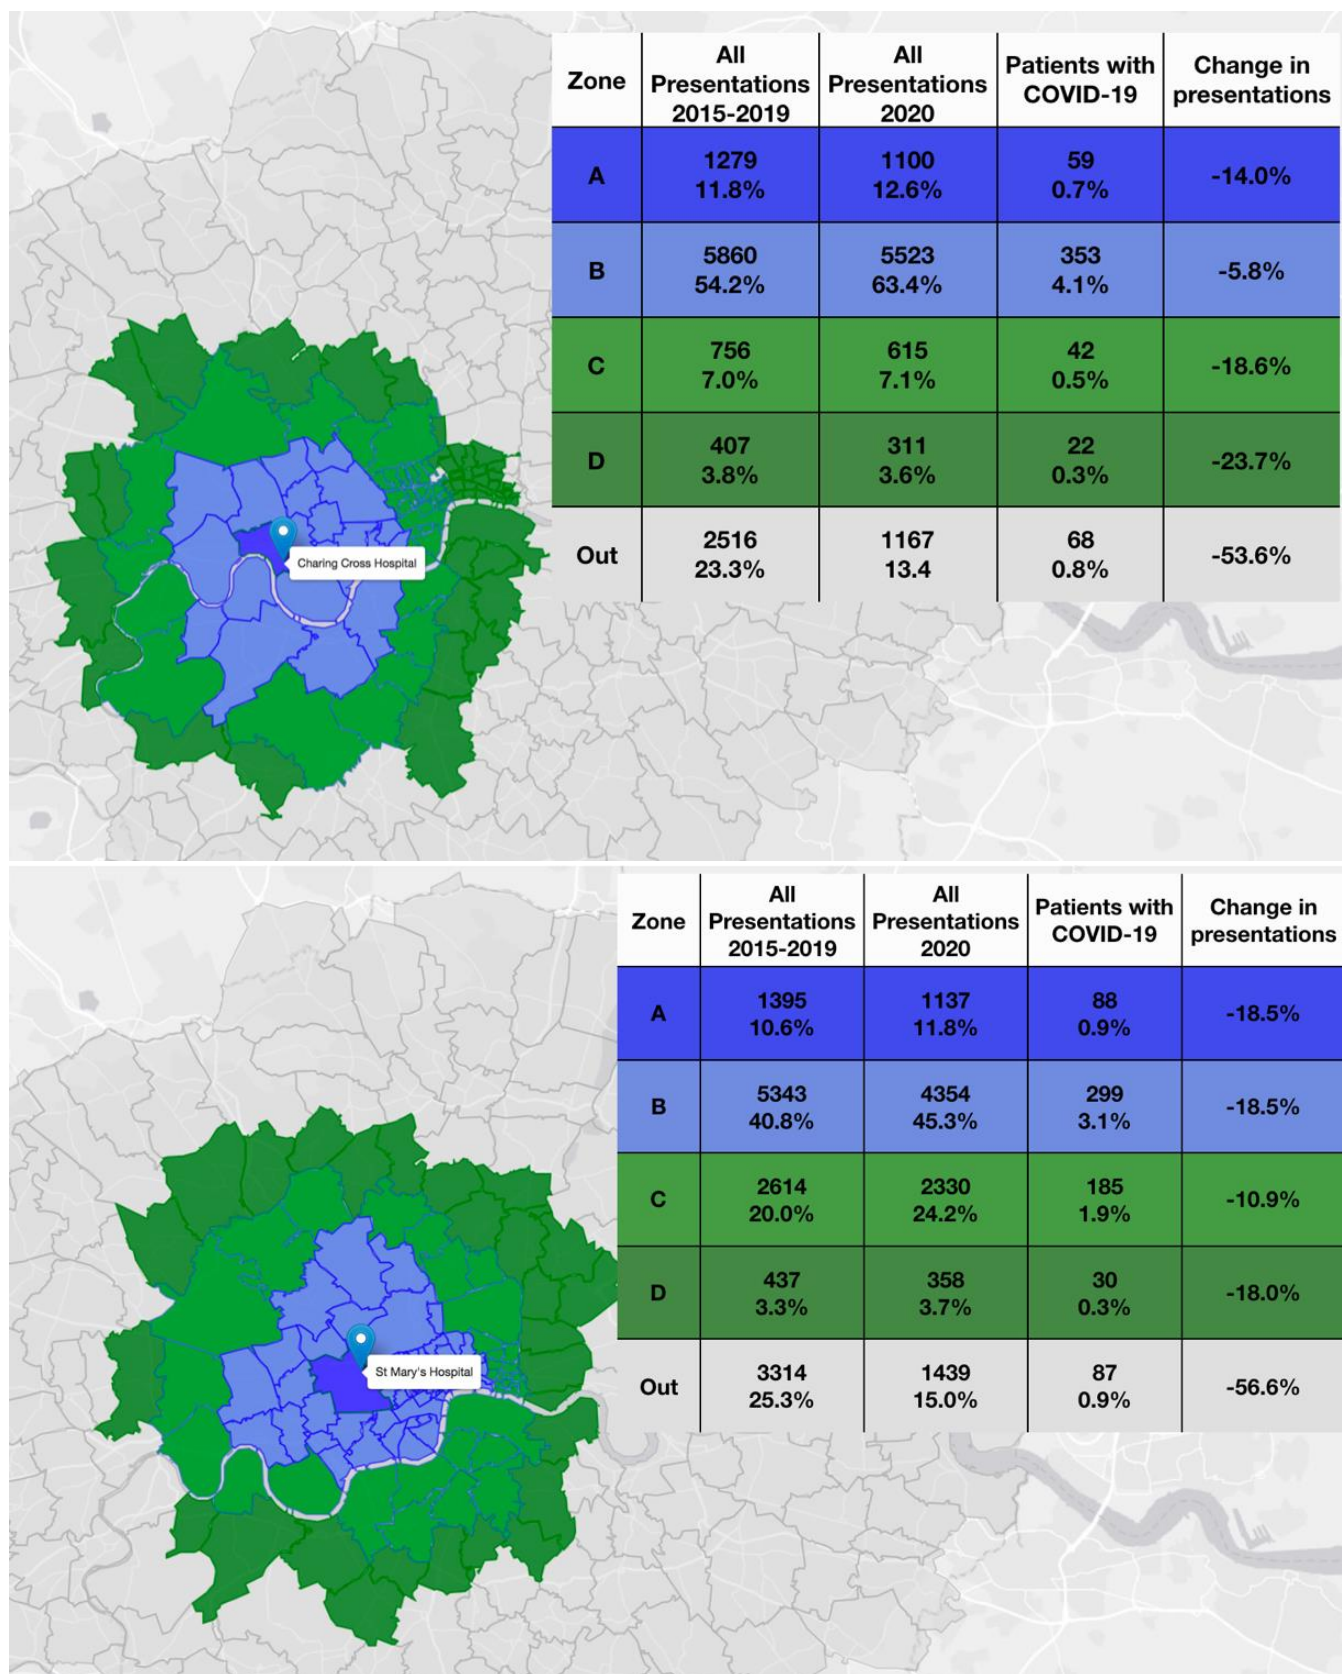 Zone
All
Presentations
2015-2019
All
Presentations
2020
Patients with
COVID-19
Change in
presentations
A
1279
11.8%
1100
12.6%
59
0.7%
-14.0%
B
5860
54.2%
5523
63.4%
353
4.1%
-5.8%
C
756
7.0%
615
7.1%
42
0.5%
-18.6%
D
407
3.8%
311
3.6%
22
0.3%
-23.7%
Out
2516
23.3%
1167
13.4
68
0.8%
-53.6%
Charing Cross Hospital
Zone
All
Presentations
2015-2019
All
Presentations
2020
Patients with
COVID-19
Change in
presentations
A
1395
10.6%
1137
11.8%
88
0.9%
-18.5%
B
5343
40.8%
4354
45.3%
299
3.1%
-18.5%
C
2614
20.0%
2330
24.2%
185
1.9%
-10.9%
D
437
3.3%
358
3.7%
30
0.3%
-18.0%
Out
3314
25.3%
1439
15.0%
87
0.9%
-56.6%
St Mary's Hospital